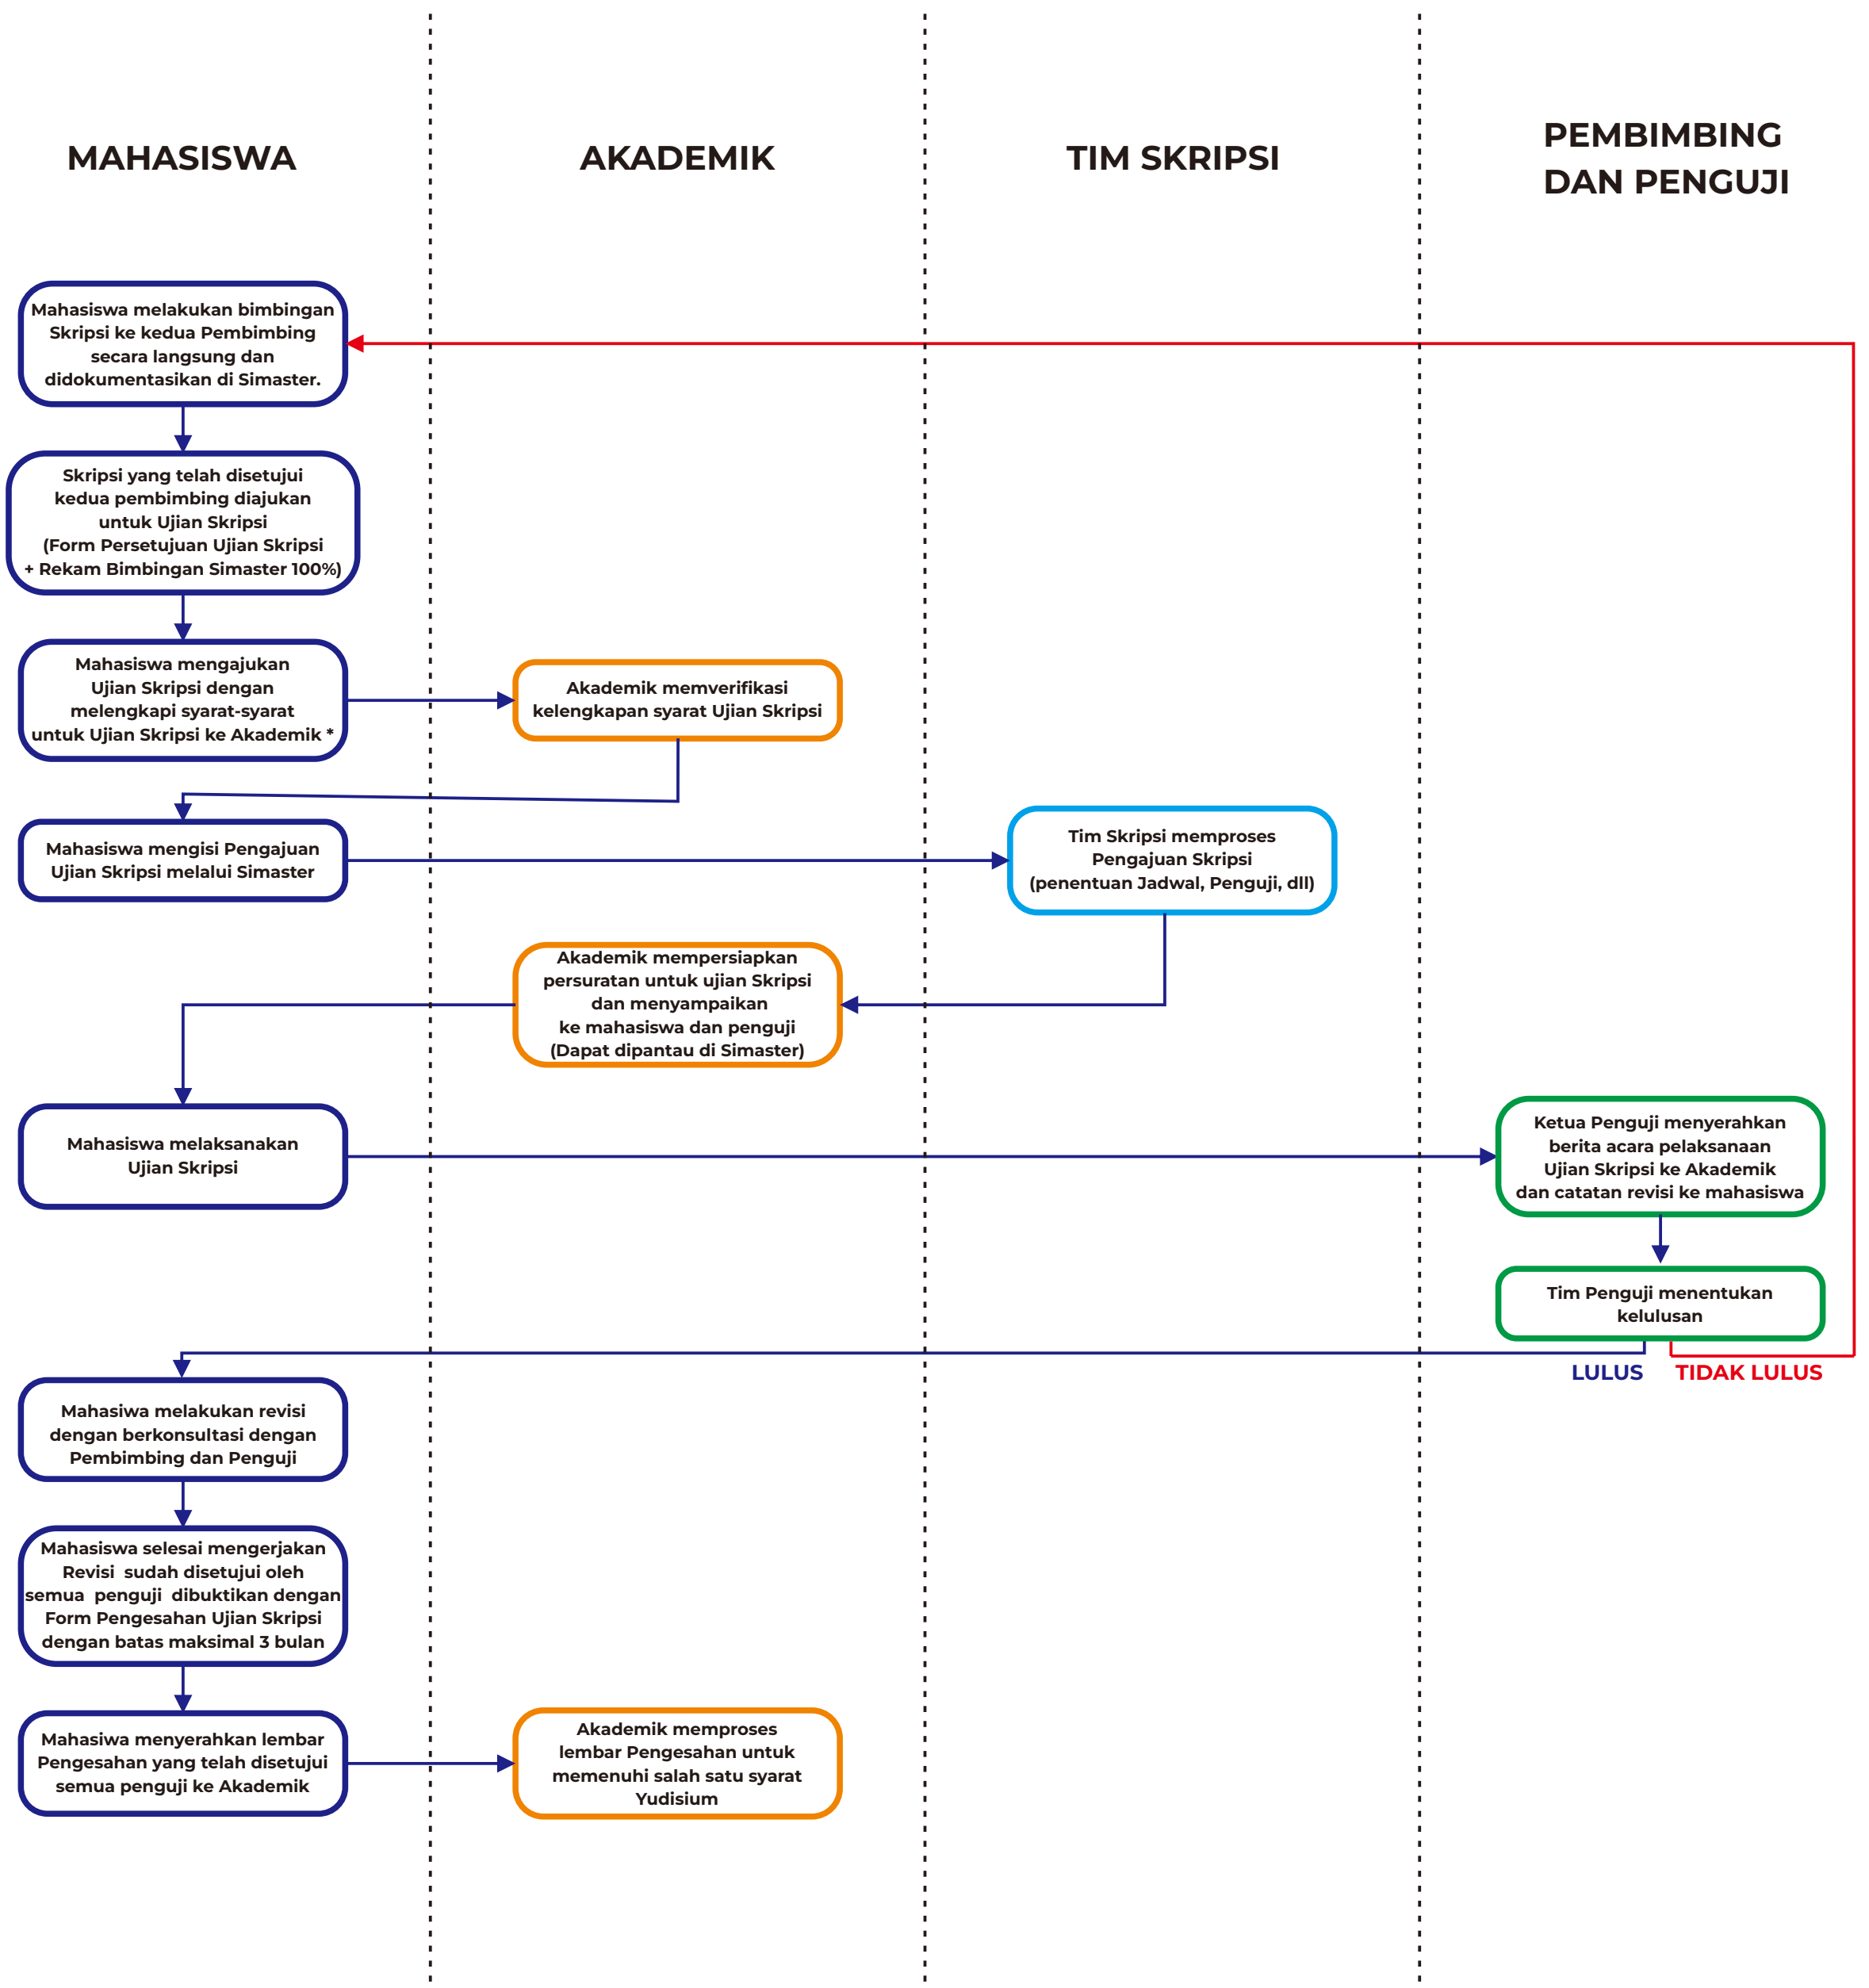 MAHASISWA
AKADEMIK
TIM SKRIPSI
PEMBIMBING
DAN PENGUJI
Mahasiswa melakukan bimbingan
Skripsi ke kedua Pembimbing
secara langsung dan
didokumentasikan di Simaster.
Skripsi yang telah disetujui
kedua pembimbing diajukan
untuk Ujian Skripsi
(Form Persetujuan Ujian Skripsi
+ Rekam Bimbingan Simaster 100%)
Mahasiswa mengajukan
Ujian Skripsi dengan
melengkapi syarat-syarat
untuk Ujian Skripsi ke Akademik *
Akademik memverifikasi
kelengkapan syarat Ujian Skripsi
Mahasiswa mengisi Pengajuan
Ujian Skripsi melalui Simaster
Tim Skripsi memproses
Pengajuan Skripsi
(penentuan Jadwal, Penguji, dll)
Akademik mempersiapkan
persuratan untuk ujian Skripsi
dan menyampaikan
ke mahasiswa dan penguji
(Dapat dipantau di Simaster)
Mahasiswa melaksanakan
Ujian Skripsi
Ketua Penguji menyerahkan
berita acara pelaksanaan
Ujian Skripsi ke Akademik
dan catatan revisi ke mahasiswa
Tim Penguji menentukan
kelulusan
LULUS
TIDAK LULUS
Mahasiwa melakukan revisi
dengan berkonsultasi dengan
Pembimbing dan Penguji
Mahasiswa selesai mengerjakan
Revisi sudah disetujui oleh
semua penguji dibuktikan dengan
Form Pengesahan Ujian Skripsi
dengan batas maksimal 3 bulan
Mahasiwa menyerahkan lembar
Pengesahan yang telah disetujui
semua penguji ke Akademik
Akademik memproses
lembar Pengesahan untuk
memenuhi salah satu syarat
Yudisium